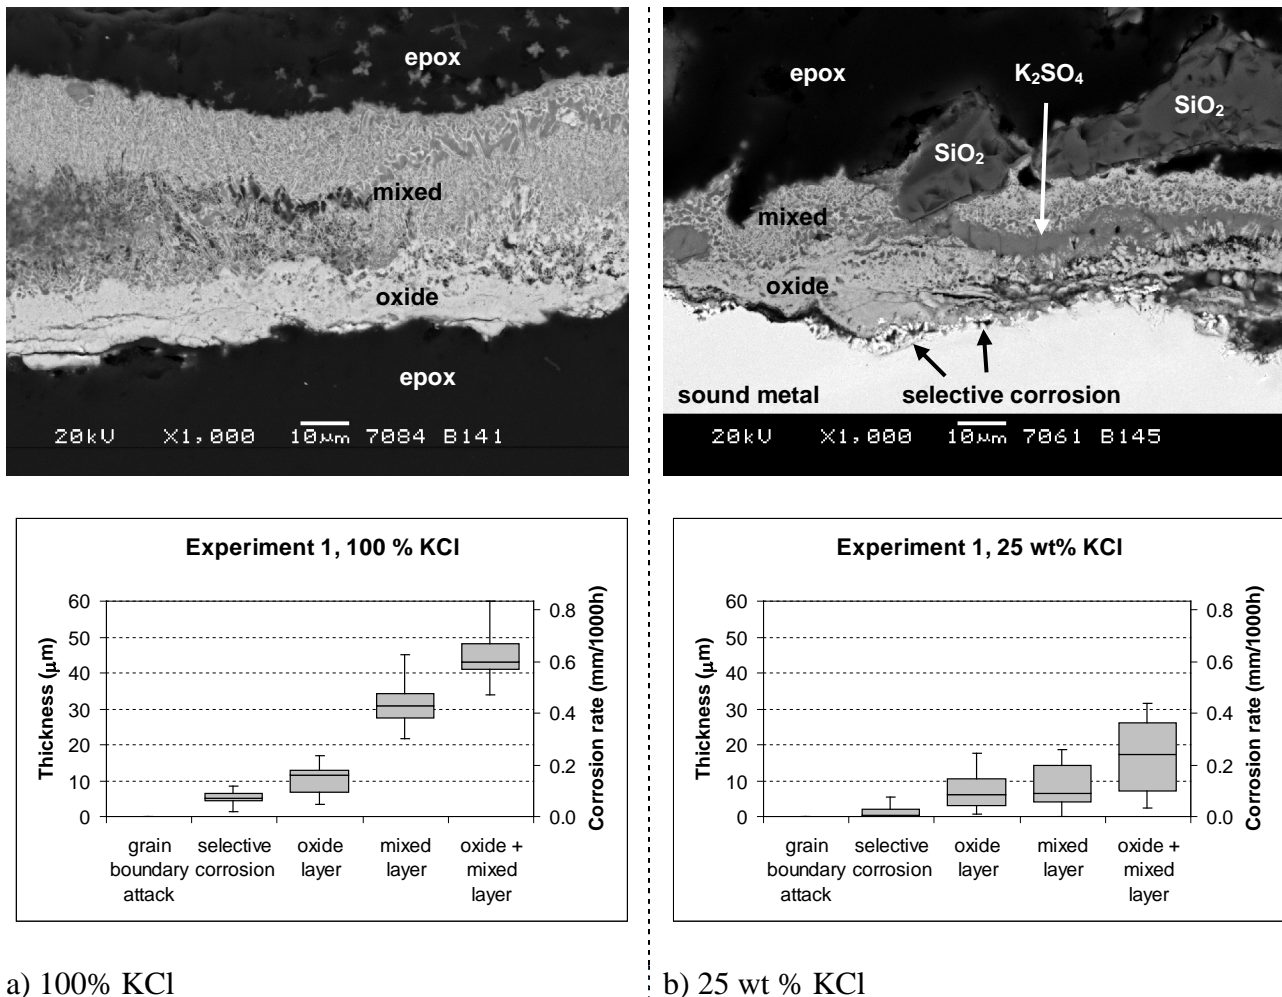 epox
mixed
oxide
epox
20kV X1,000 10μm 7084 B141
epox
K2SO4
SiO2
SiO2
mixed
oxide
sound metal
selective corrosion
20kV X1,000 10μm 7061 B145
Experiment 1, 100 % KCl
Thickness (μm)
60
50
40
30
20
10
0
0.8
0.6
0.4
0.2
0.0
Corrosion rate (mm/1000h)
grain boundary attack
selective corrosion
oxide layer
mixed layer
oxide + mixed layer
Experiment 1, 25 wt% KCl
Thickness (μm)
60
50
40
30
20
10
0
0.8
0.6
0.4
0.2
0.0
Corrosion rate (mm/1000h)
grain boundary attack
selective corrosion
oxide layer
mixed layer
oxide + mixed layer
a) 100% KCl
b) 25 wt % KCl